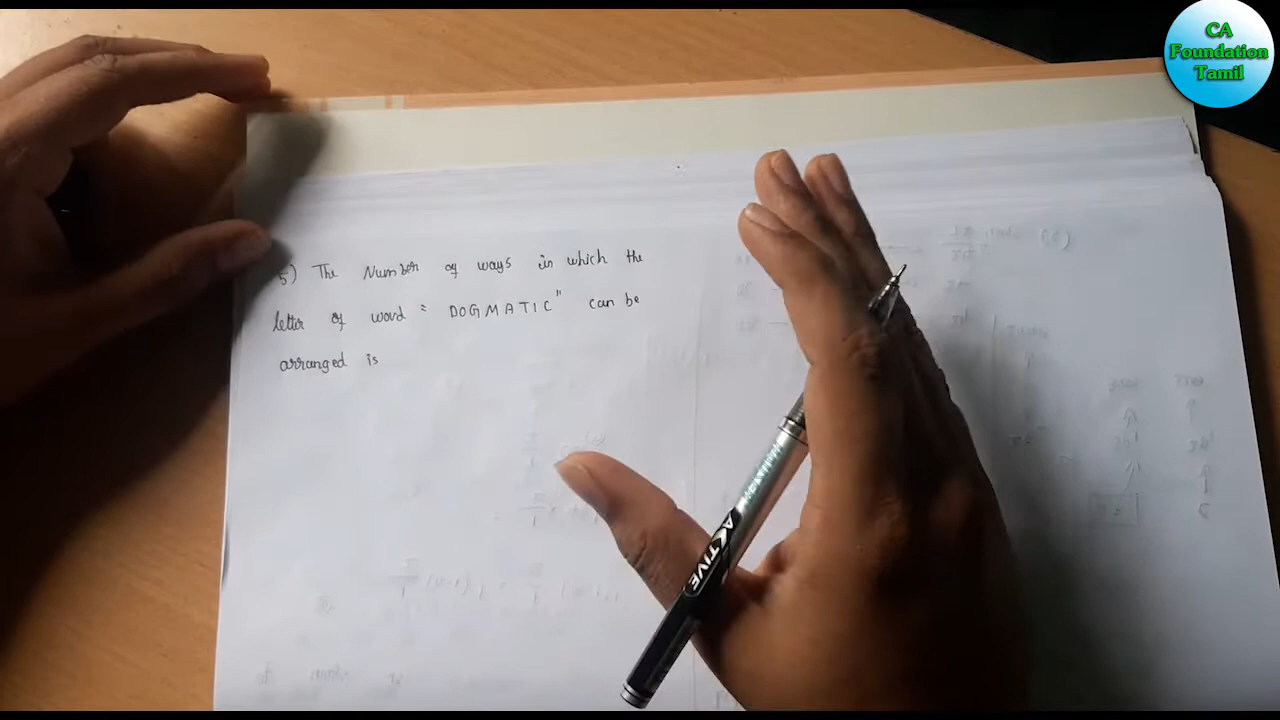 5) The Number of ways in which the
letter of word " DOGMATIC " can be
arranged is
ACTIVE
CA
Foundation
Tamil